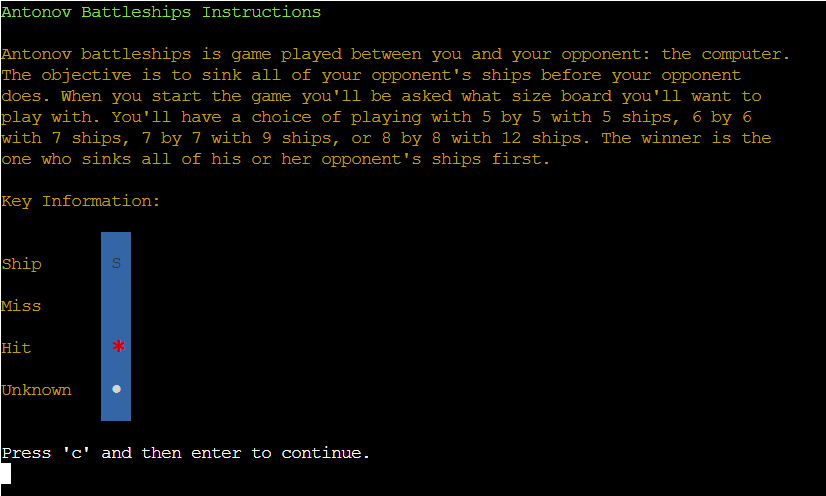 Antonov Battleships Instructions
Antonov battleships is game played between you and your opponent: the computer.
The objective is to sink all of your opponent's ships before your opponent
does. When you start the game you'll be asked what size board you'll want to
play with. You'll have a choice of playing with 5 by 5 with 5 ships, 6 by 6
with 7 ships, 7 by 7 with 9 ships, or 8 by 8 with 12 ships. The winner is the
one who sinks all of his or her opponent's ships first.
Key Information:
Ship S
Miss
Hit *
Unknown ●
Press 'c' and then enter to continue.